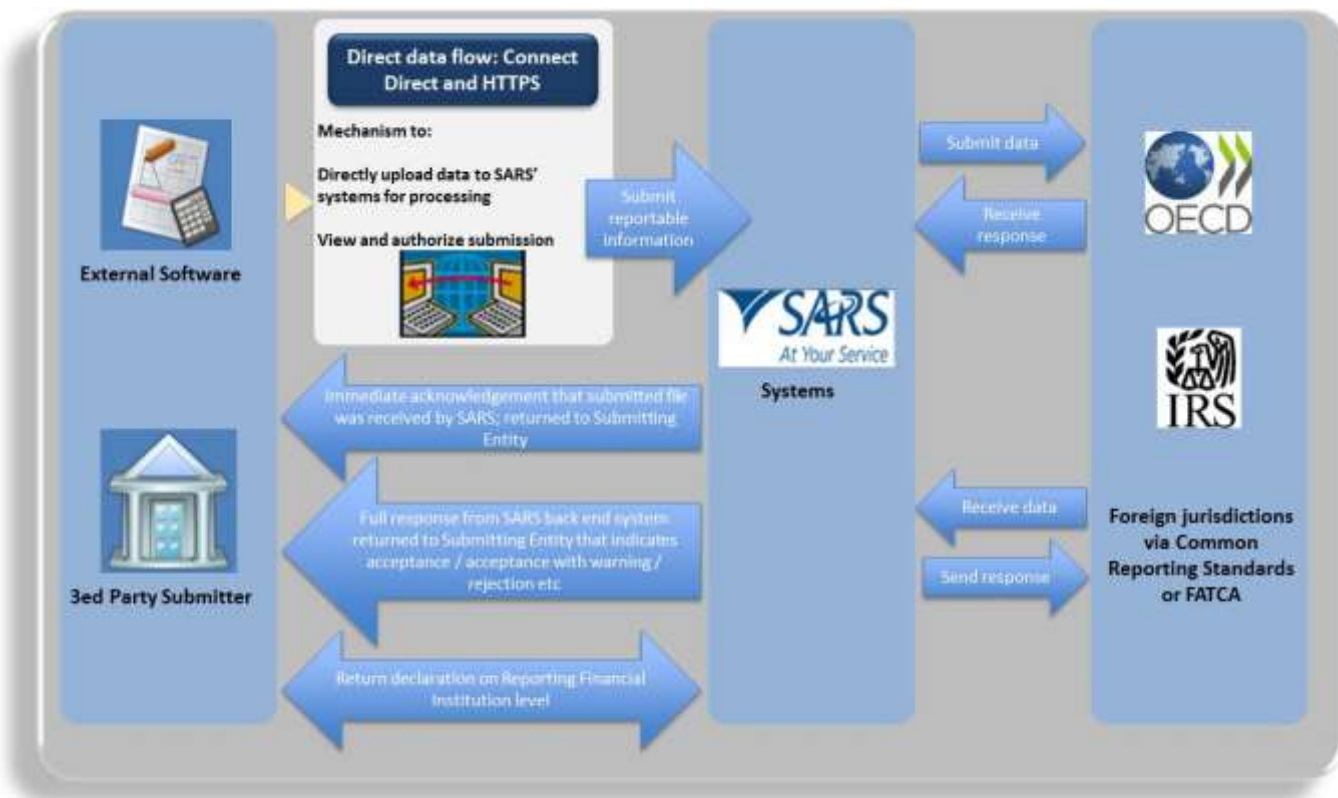 Direct data flow: Connect
Direct and HTTPS
Mechanism to:
Directly upload data to SARS'
systems for processing
View and authorize submission
External Software
3ed Party Submitter
Submit
reportable
information
Immediate acknowledgement that submitted file
was received by SARS; returned to Submitting
Entity
Full response from SARS back end system
returned to Submitting Entity that indicates
acceptance / acceptance with warning /
rejection etc
Return declaration on Reporting Financial
Institution level
SARS
At Your Service
Systems
Submit data
Receive
response
Receive data
Send response
OECD
IRS
Foreign jurisdictions
via Common
Reporting Standards
or FATCA